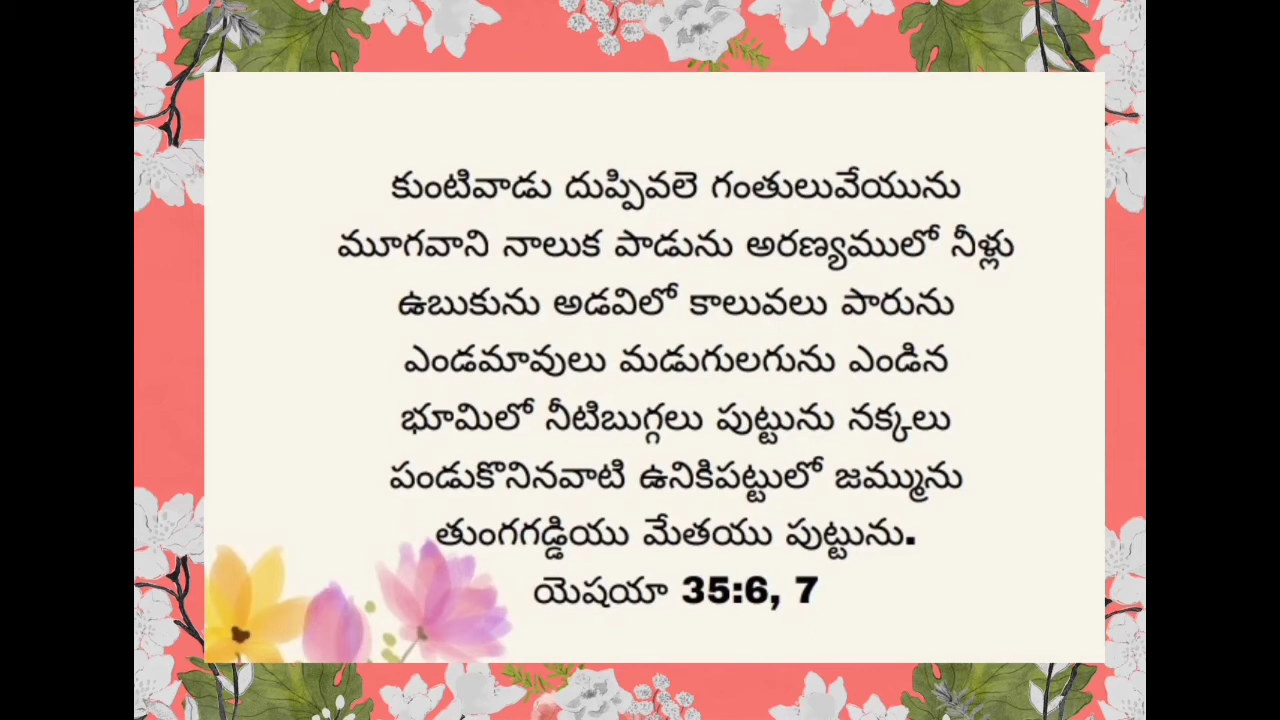 కుంటివాడు దుప్పివలె గంతులువేయును
మూగవాని నాలుక పాడును అరణ్యములో నీళ్లు
ఉబుకును అడవిలో కాలువలు పారును
ఎండమావులు మడుగులగును ఎండిన
భూమిలో నీటిబుగ్గలు పుట్టును నక్కలు
పండుకొనినవాటి ఉనికిపట్టులో జమ్మును
తుంగగడ్డియు మేతయు పుట్టును.
యెషయా 35:6, 7